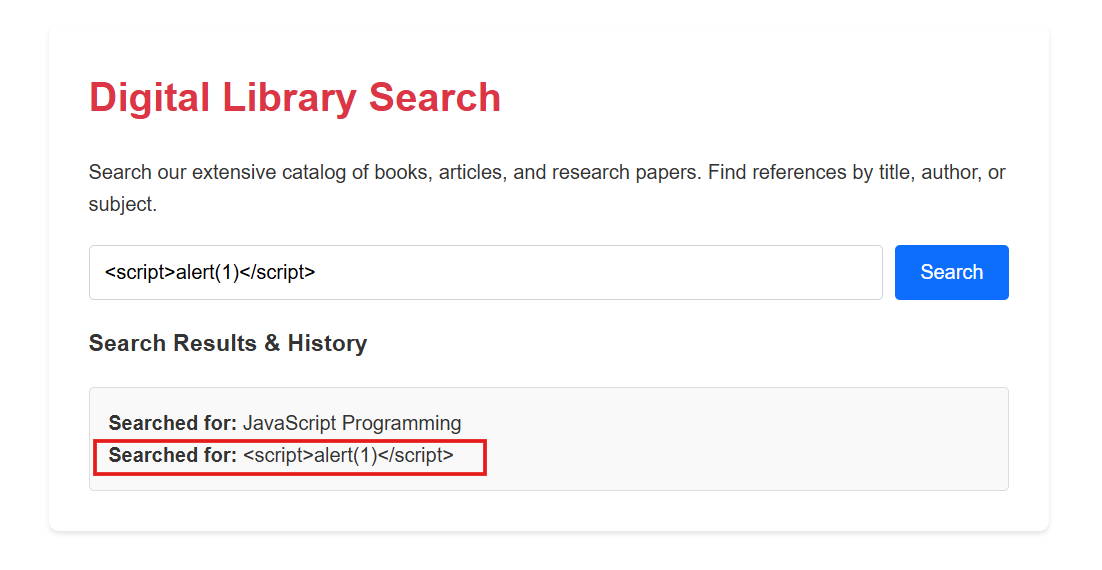 Digital Library Search
Search our extensive catalog of books, articles, and research papers. Find references by title, author, or
subject.
<script>alert(1)</script>
Search
Search Results & History
Searched for: JavaScript Programming
Searched for: <script>alert(1)</script>